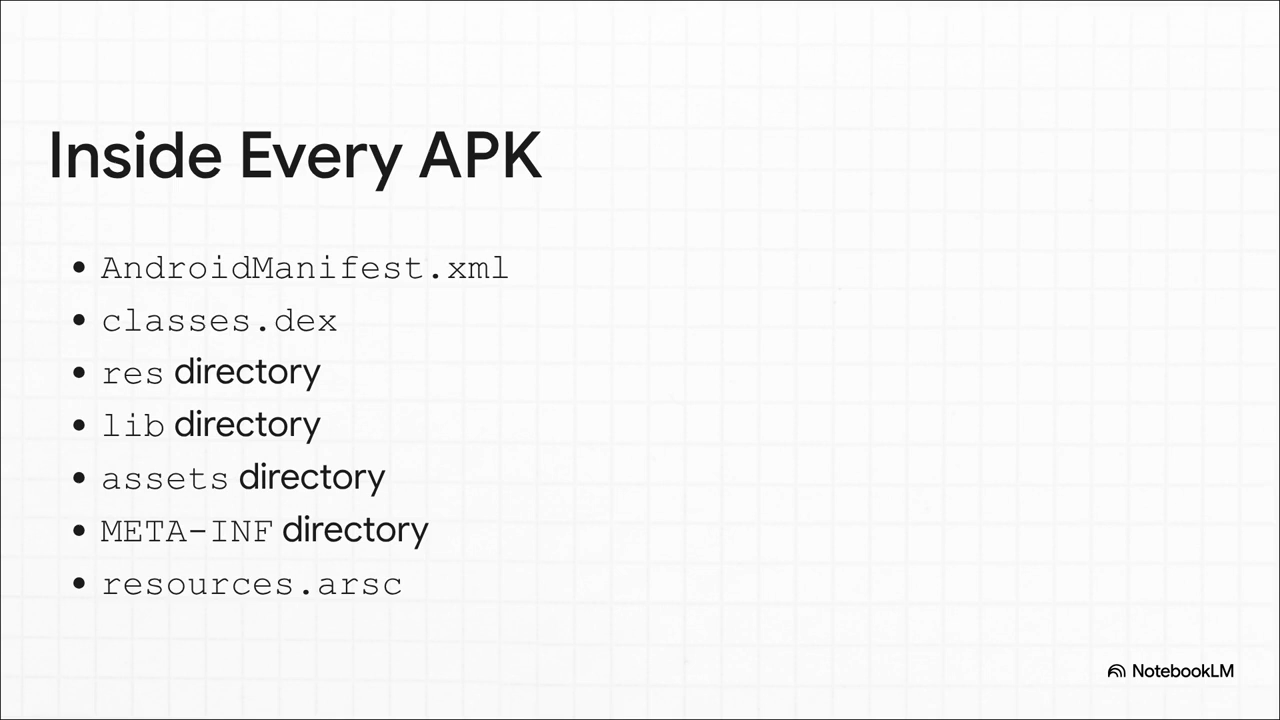 Inside Every APK
• AndroidManifest.xml
• classes.dex
• res directory
• lib directory
• assets directory
• META-INF directory
• resources.arsc
NotebookLM